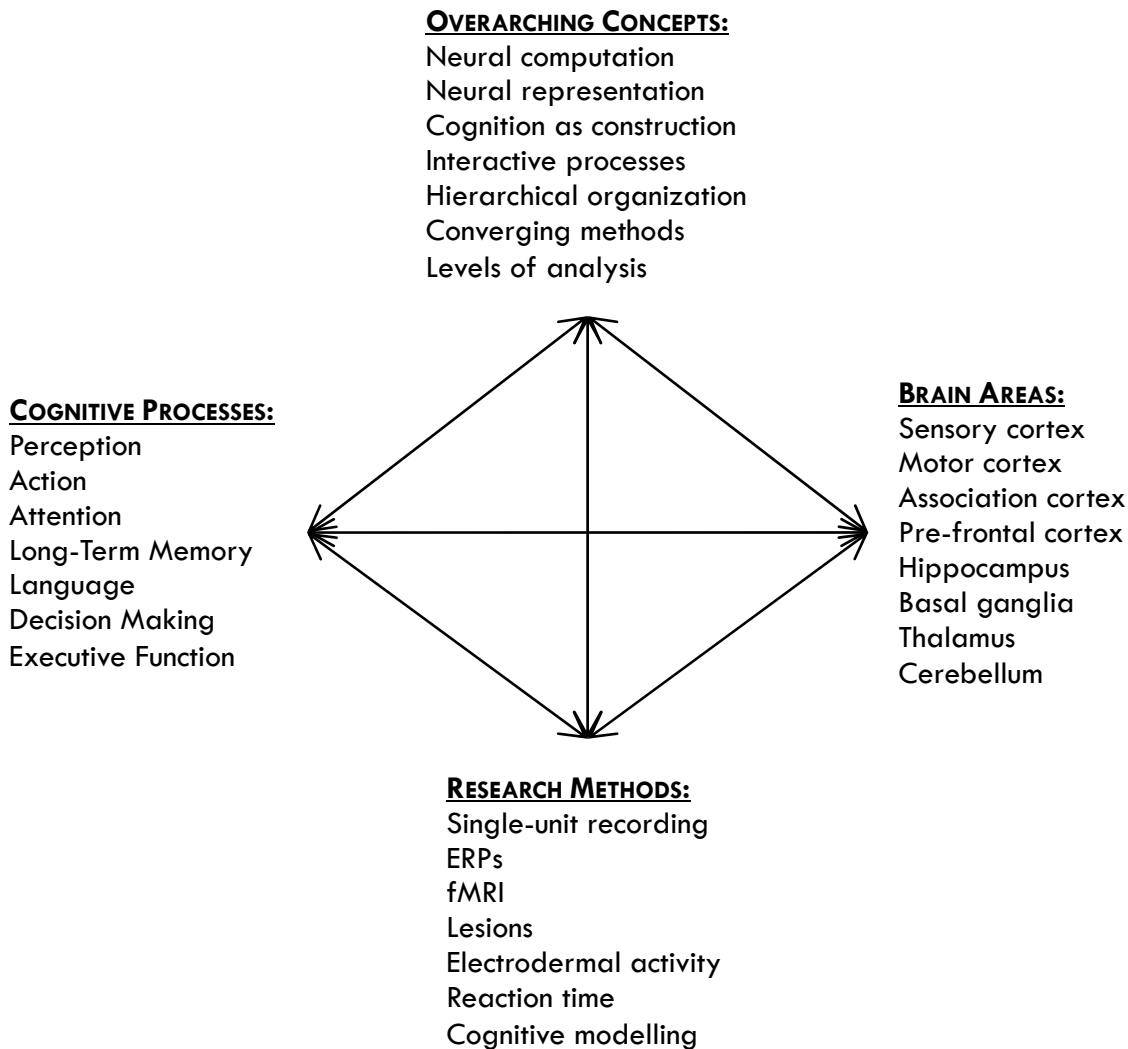 OVERARCHING CONCEPTS:
Neural computation
Neural representation
Cognition as construction
Interactive processes
Hierarchical organization
Converging methods
Levels of analysis
COGNITIVE PROCESSES:
Perception
Action
Attention
Long-Term Memory
Language
Decision Making
Executive Function
BRAIN AREAS:
Sensory cortex
Motor cortex
Association cortex
Pre-frontal cortex
Hippocampus
Basal ganglia
Thalamus
Cerebellum
RESEARCH METHODS:
Single-unit recording
ERPs
fMRI
Lesions
Electrodermal activity
Reaction time
Cognitive modelling